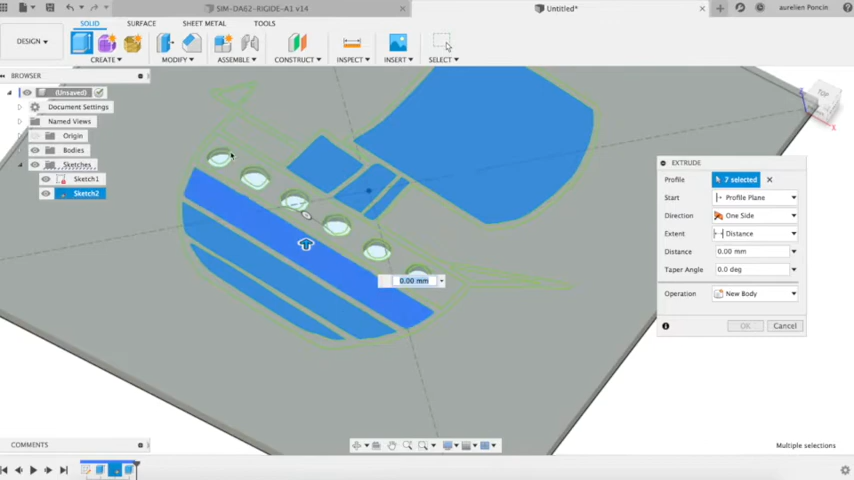 SIM-DA62-RIGIDE-A1 v14
Untitled*
aurelien Poncin
SOLID SURFACE SHEET METAL TOOLS
DESIGN
CREATE MODIFY ASSEMBLE CONSTRUCT INSPECT INSERT SELECT
BROWSER
(Unsaved)
Document Settings
Named Views
Origin
Bodies
Sketches
Sketch1
Sketch2
TOP
EXTRUDE
Profile 7 selected
Start Profile Plane
Direction One Side
Extent Distance
Distance 0.00 mm
Taper Angle 0.0 deg
Operation New Body
OK Cancel
0.00 mm
COMMENTS
Multiple selections